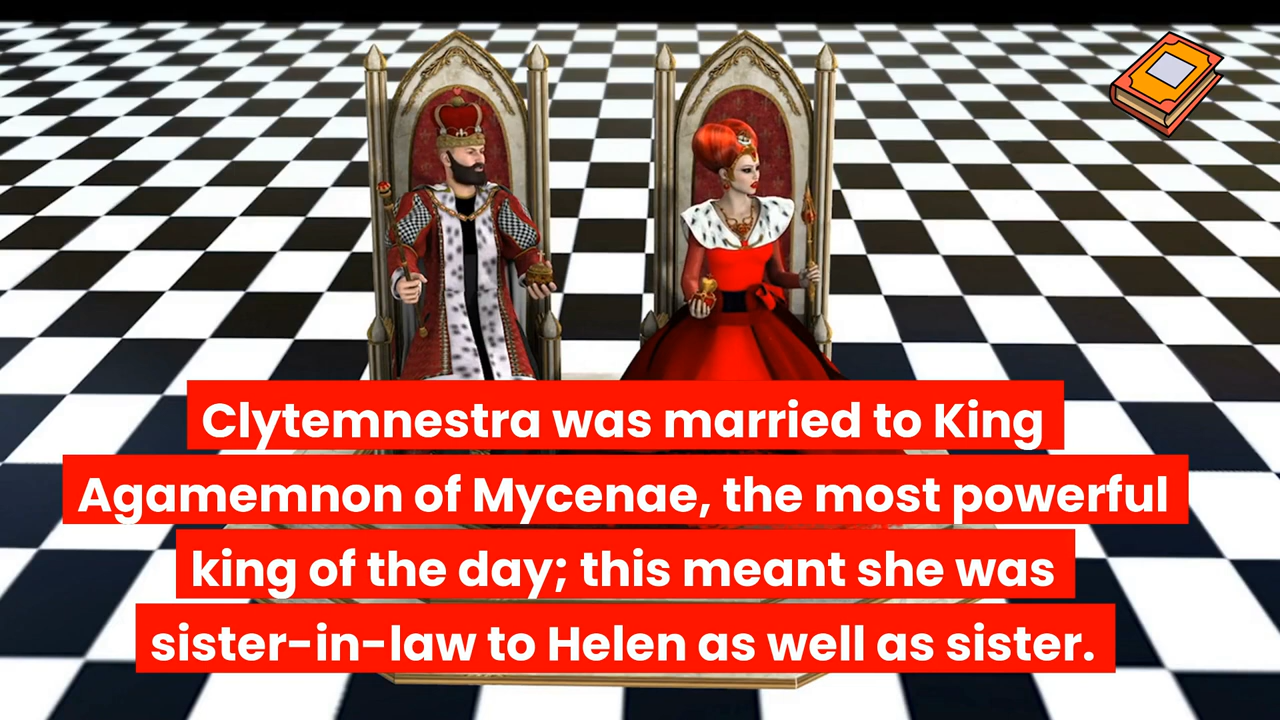 Clytemnestra was married to King
Agamemnon of Mycenae, the most powerful
king of the day; this meant she was
sister-in-law to Helen as well as sister.